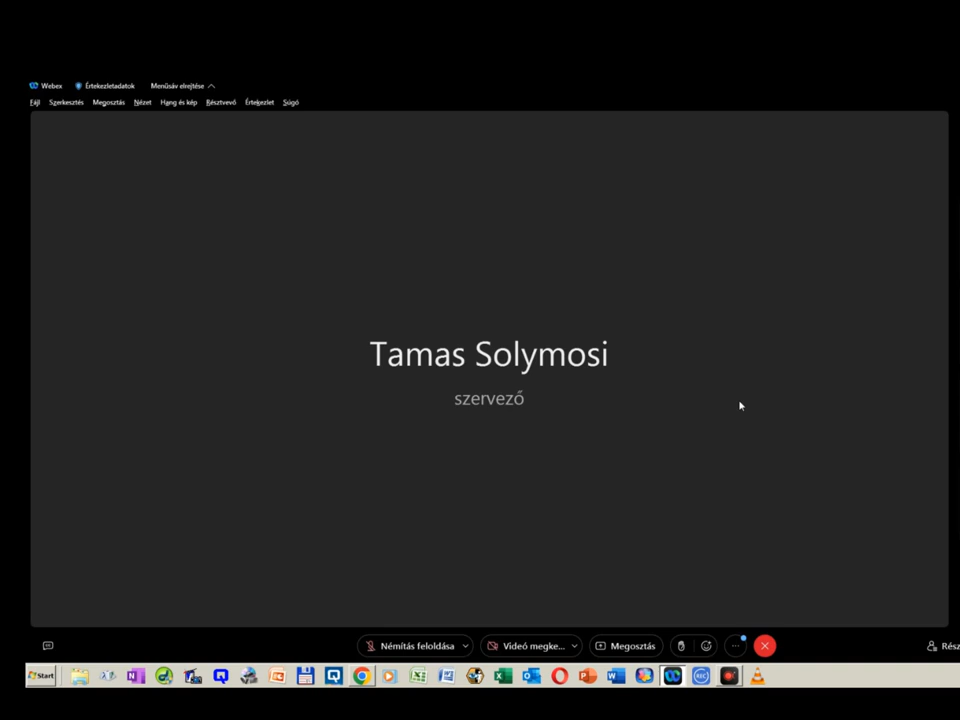 Webex Értekezletadatok Menüsáv elrejtése
Fájl Szerkesztés Megosztás Nézet Hang és kép Résztvevő Értekezlet Súgó
Tamas Solymosi
szervező
Némítás feloldása Videó megke... Megosztás Rész
Start